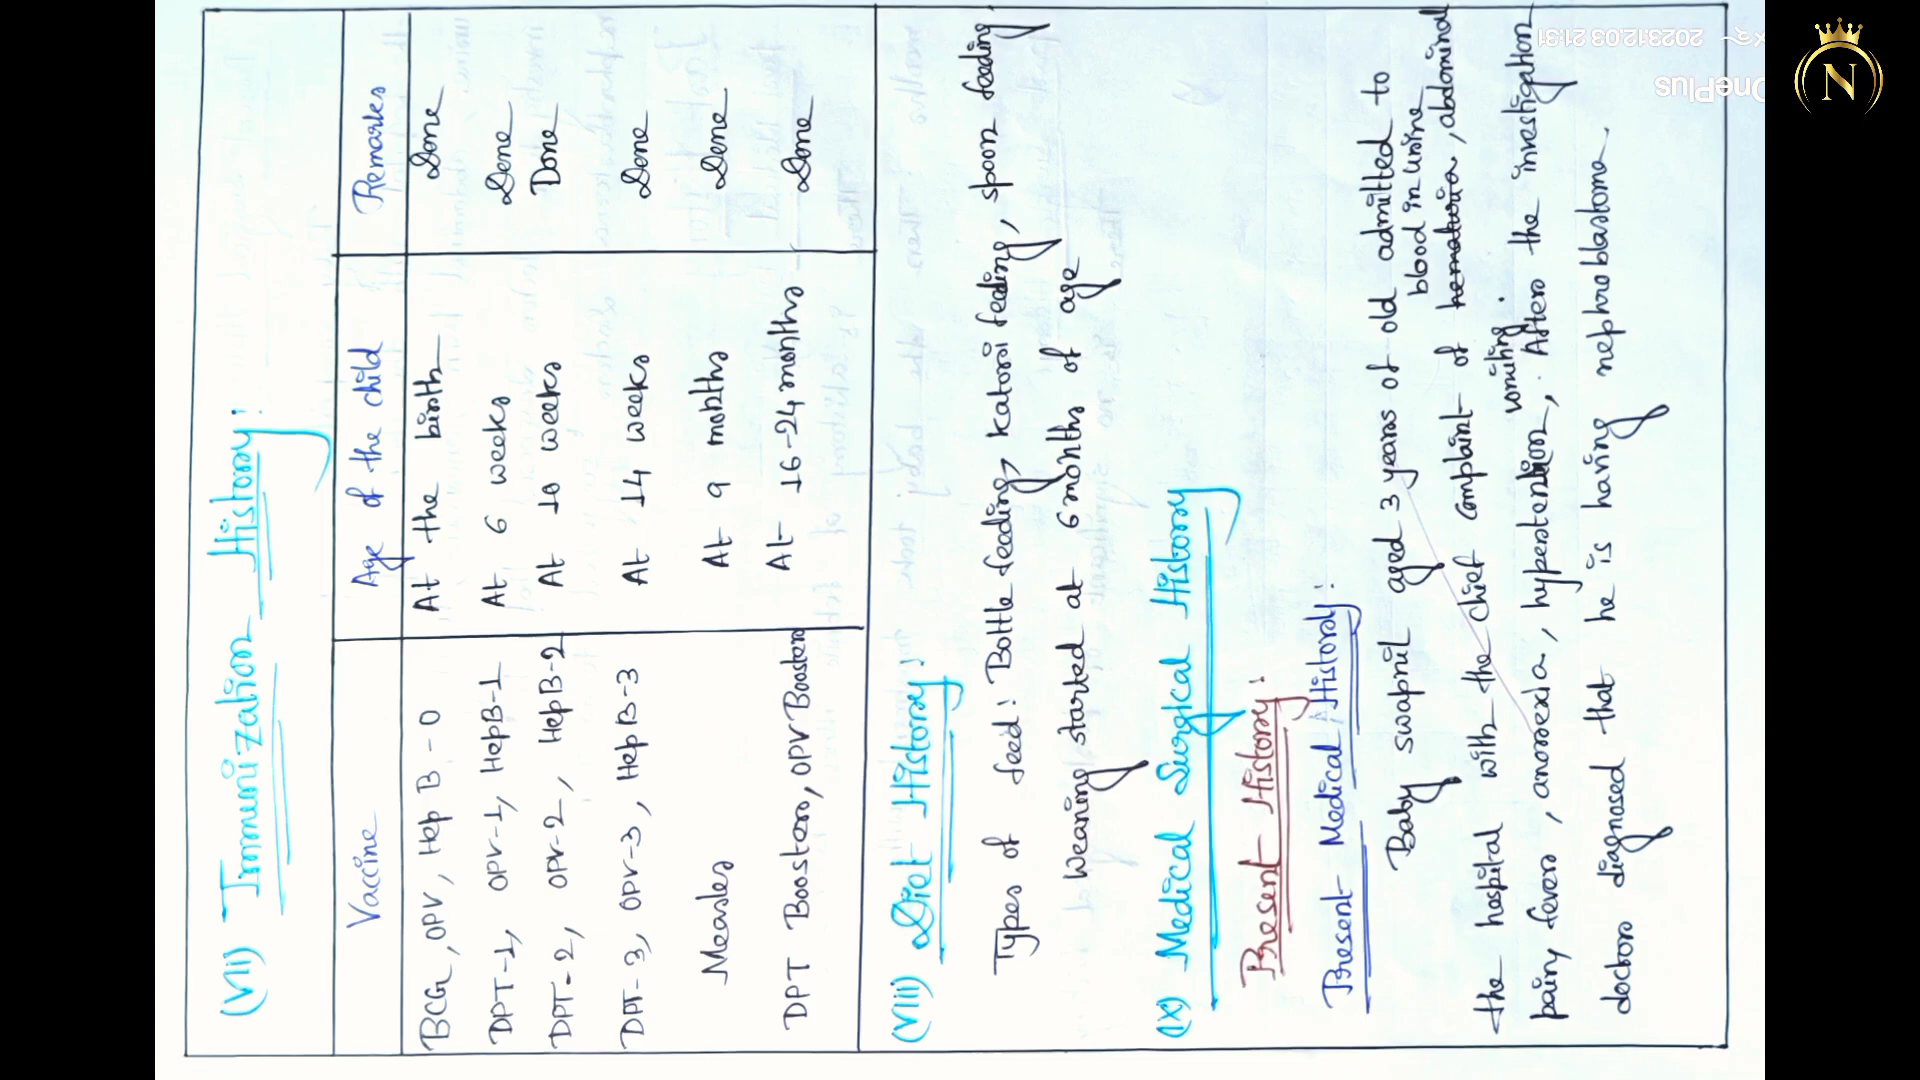 (vii) Immunization History:
Vaccine | Age of the child | Remarks
BCG, OPV, Hep B - 0 | At the birth | Done
DPT-1, OPV-1, HepB-1 | At 6 weeks | Done
DPT-2, OPV-2, HepB-2 | At 10 weeks | Done
DPT-3, OPV-3, Hep B-3 | At 14 weeks | Done
Measles | At 9 months | Done
DPT Booster, OPV Booster | At 16-24 months | Done
(viii) Diet History:
Types of feed: Bottle feeding, katori feeding, spoon feeding
Weaning started at 6 months of age
(ix) Medical Surgical History
Present History:
Present Medical History:
Baby swapnil aged 3 years of old admitted to
blood in urine
the hospital with the chief complaint of hematuria, abdominal
vomiting.
pain, fever, anorexia, hypertention, . After the investigation
doctor diagnosed that he is having nephroblastoma.
OnePlus
2023.12.03 21:31
N